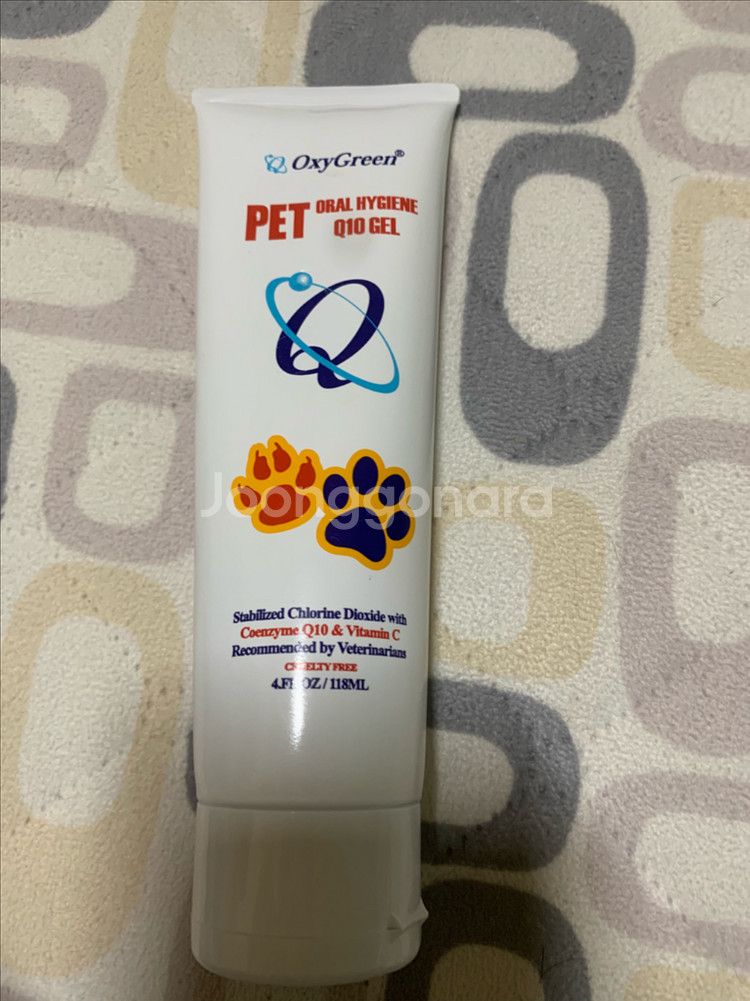 OxyGreen®
PET ORAL HYGIENE
Q10 GEL
Joonggonara
Stabilized Chlorine Dioxide with
Coenzyme Q10 & Vitamin C
Recommended by Veterinarians
CRUELTY FREE
4.FL OZ / 118ML